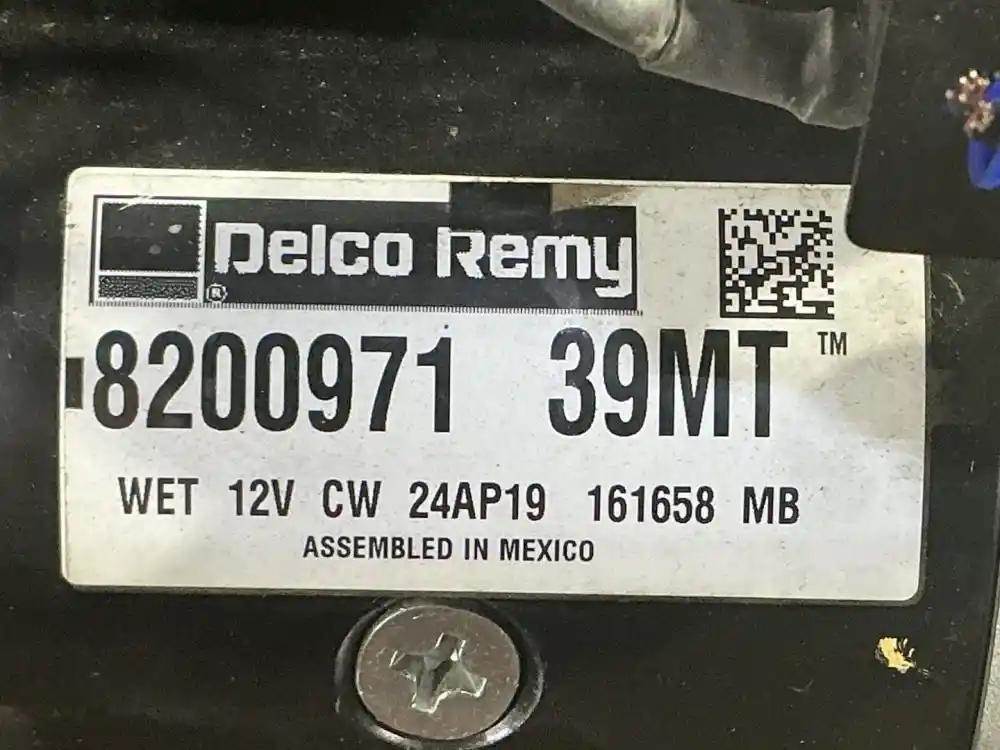 Delco Remy
®
8200971 39MT™
WET 12V CW 24AP19 161658 MB
ASSEMBLED IN MEXICO